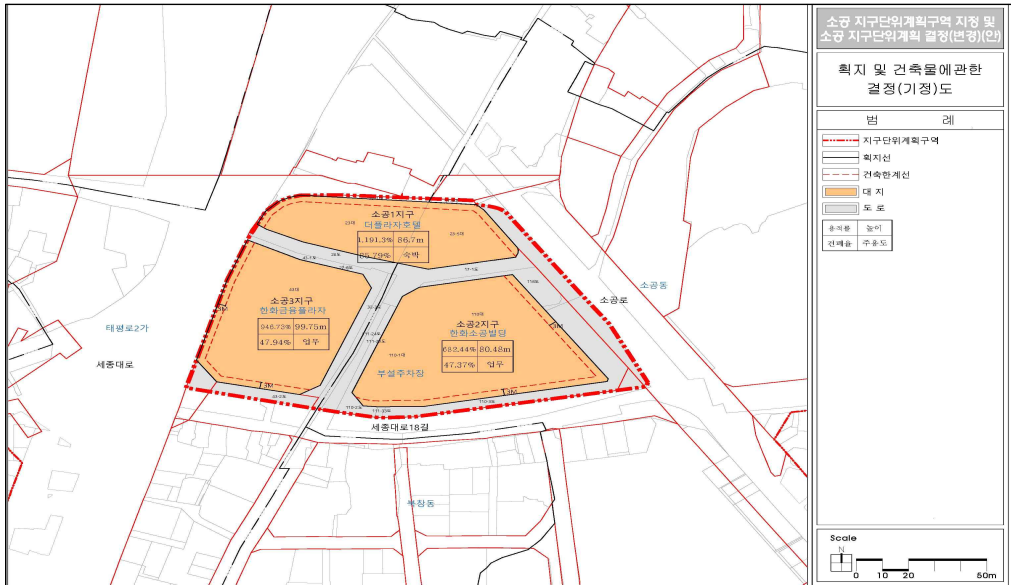 소공 지구단위계획구역 지정 및
소공 지구단위계획 결정(변경)(안)
획지 및 건축물에관한
결정(기정)도
범 례
지구단위계획구역
획지선
건축한계선
대 지
도 로
용적률 높이
건폐율 주용도
소공1지구
더플라자호텔
1,191.3% 86.7m
85.79% 숙박
소공3지구
한화금융플라자
946.73% 99.75m
47.94% 업무
소공2지구
한화소공빌딩
682.44% 80.48m
47.37% 업무
부설주차장
3M
3M
3M
3M
태평로2가
세종대로
소공로
소공동
세종대로18길
북창동
Scale
N
0 10 20 50m